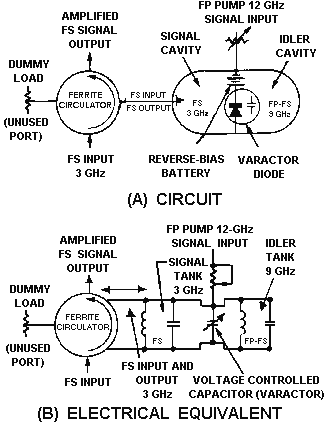 AMPLIFIED
FS SIGNAL
OUTPUT
FP PUMP 12 GHz
SIGNAL INPUT
SIGNAL
CAVITY
IDLER
CAVITY
DUMMY
LOAD
FERRITE
CIRCULATOR
FS INPUT
FS OUTPUT
FS
3 GHz
FP-FS
9 GHz
(UNUSED
PORT)
FS INPUT
3 GHz
REVERSE-BIAS
BATTERY
VARACTOR
DIODE
(A) CIRCUIT
FP PUMP 12-GHz
SIGNAL INPUT
AMPLIFIED
FS SIGNAL
OUTPUT
SIGNAL
TANK
3 GHz
IDLER
TANK
9 GHz
DUMMY
LOAD
FERRITE
CIRCULATOR
FS
FP-FS
(UNUSED
PORT)
FS INPUT
FS INPUT AND
OUTPUT
3 GHz
VOLTAGE CONTROLLED
CAPACITOR (VARACTOR)
(B) ELECTRICAL EQUIVALENT